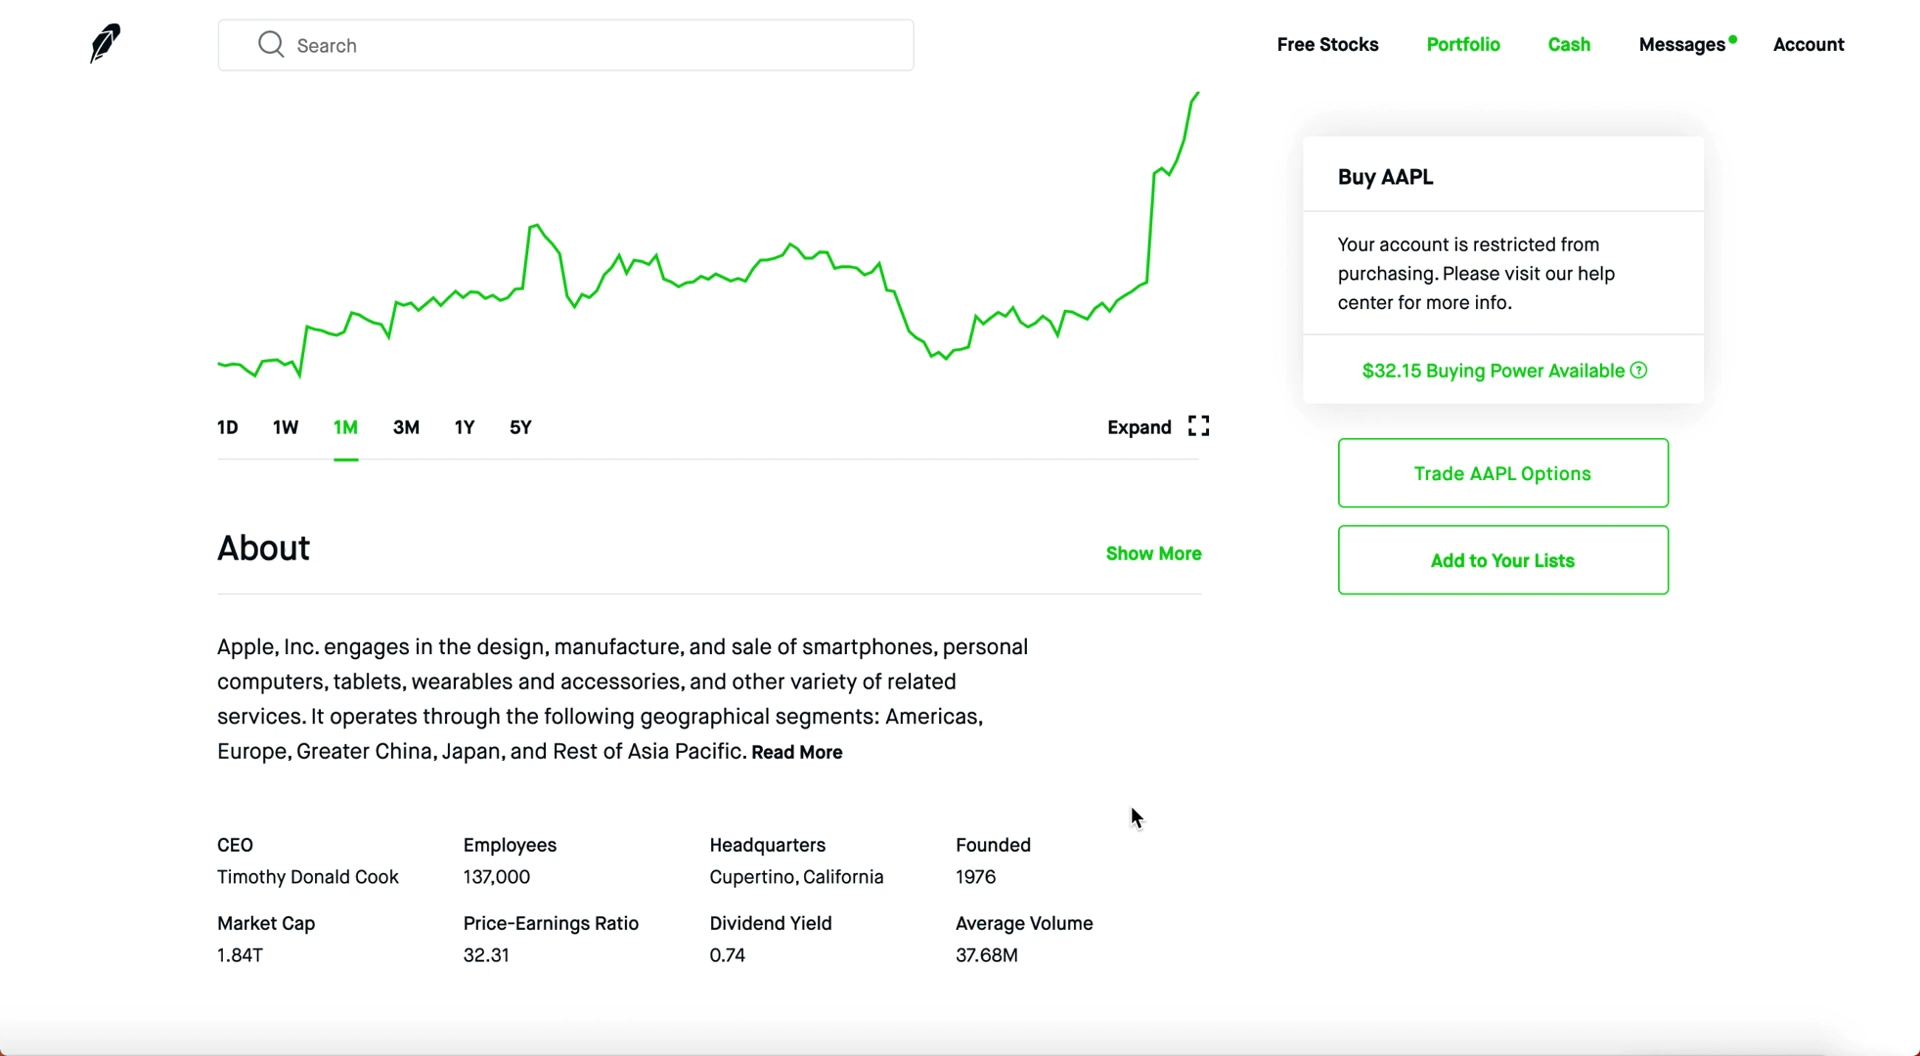 Search
Free Stocks
Portfolio
Cash
Messages
Account
Buy AAPL
Your account is restricted from
purchasing. Please visit our help
center for more info.
$32.15 Buying Power Available ?
1D 1W 1M 3M 1Y 5Y
Expand
Trade AAPL Options
Add to Your Lists
About
Show More
Apple, Inc. engages in the design, manufacture, and sale of smartphones, personal
computers, tablets, wearables and accessories, and other variety of related
services. It operates through the following geographical segments: Americas,
Europe, Greater China, Japan, and Rest of Asia Pacific. Read More
CEO Employees Headquarters Founded
Timothy Donald Cook 137,000 Cupertino, California 1976
Market Cap Price-Earnings Ratio Dividend Yield Average Volume
1.84T 32.31 0.74 37.68M